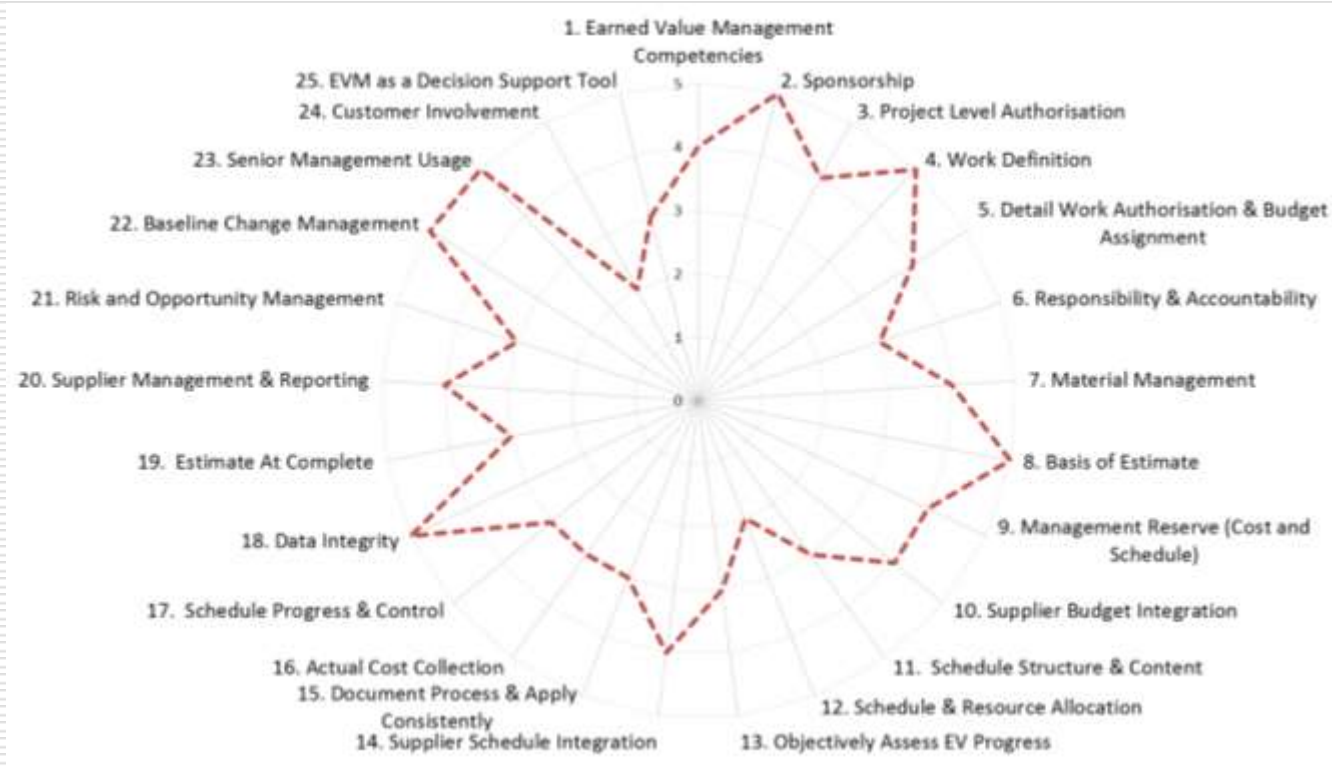 1. Earned Value Management
Competencies
2. Sponsorship
3. Project Level Authorisation
4. Work Definition
5. Detail Work Authorisation & Budget
Assignment
6. Responsibility & Accountability
7. Material Management
8. Basis of Estimate
9. Management Reserve (Cost and
Schedule)
10. Supplier Budget Integration
11. Schedule Structure & Content
12. Schedule & Resource Allocation
13. Objectively Assess EV Progress
14. Supplier Schedule Integration
15. Document Process & Apply
Consistently
16. Actual Cost Collection
17. Schedule Progress & Control
18. Data Integrity
19. Estimate At Complete
20. Supplier Management & Reporting
21. Risk and Opportunity Management
22. Baseline Change Management
23. Senior Management Usage
24. Customer Involvement
25. EVM as a Decision Support Tool
5
4
3
2
1
0